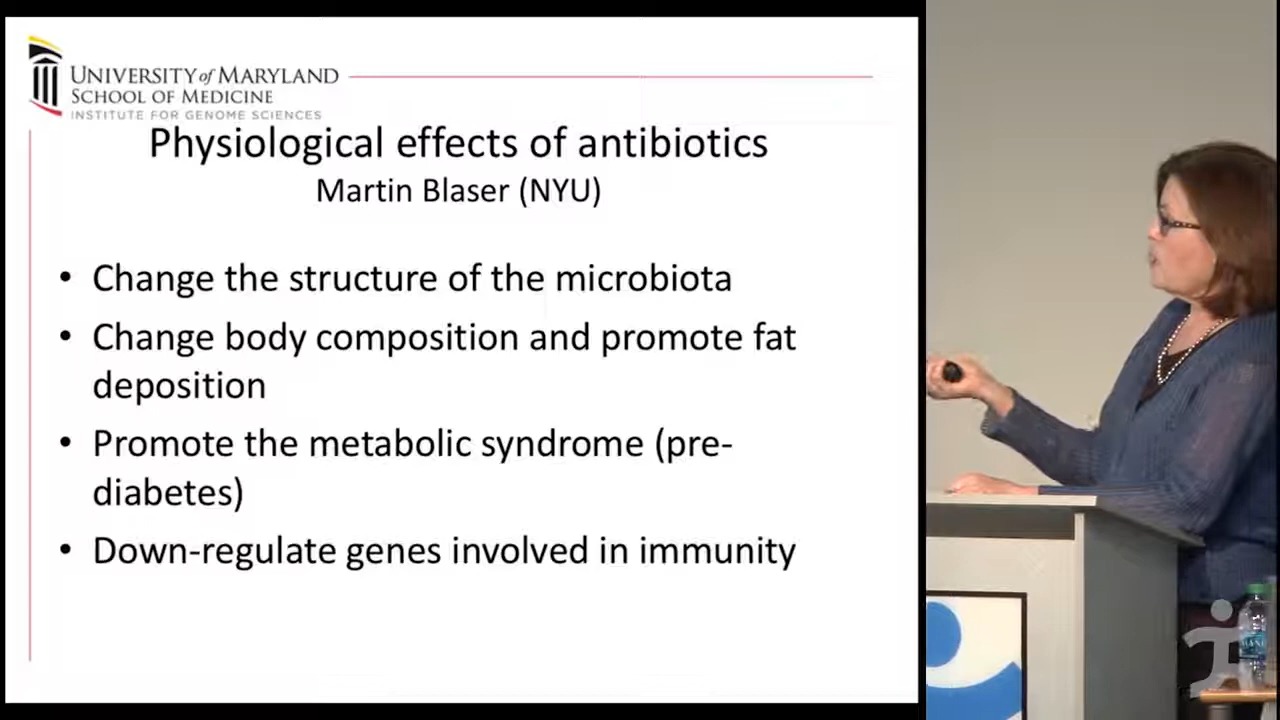 UNIVERSITY of MARYLAND
SCHOOL OF MEDICINE
INSTITUTE FOR GENOME SCIENCES
Physiological effects of antibiotics
Martin Blaser (NYU)
• Change the structure of the microbiota
• Change body composition and promote fat
deposition
• Promote the metabolic syndrome (pre-
diabetes)
• Down-regulate genes involved in immunity